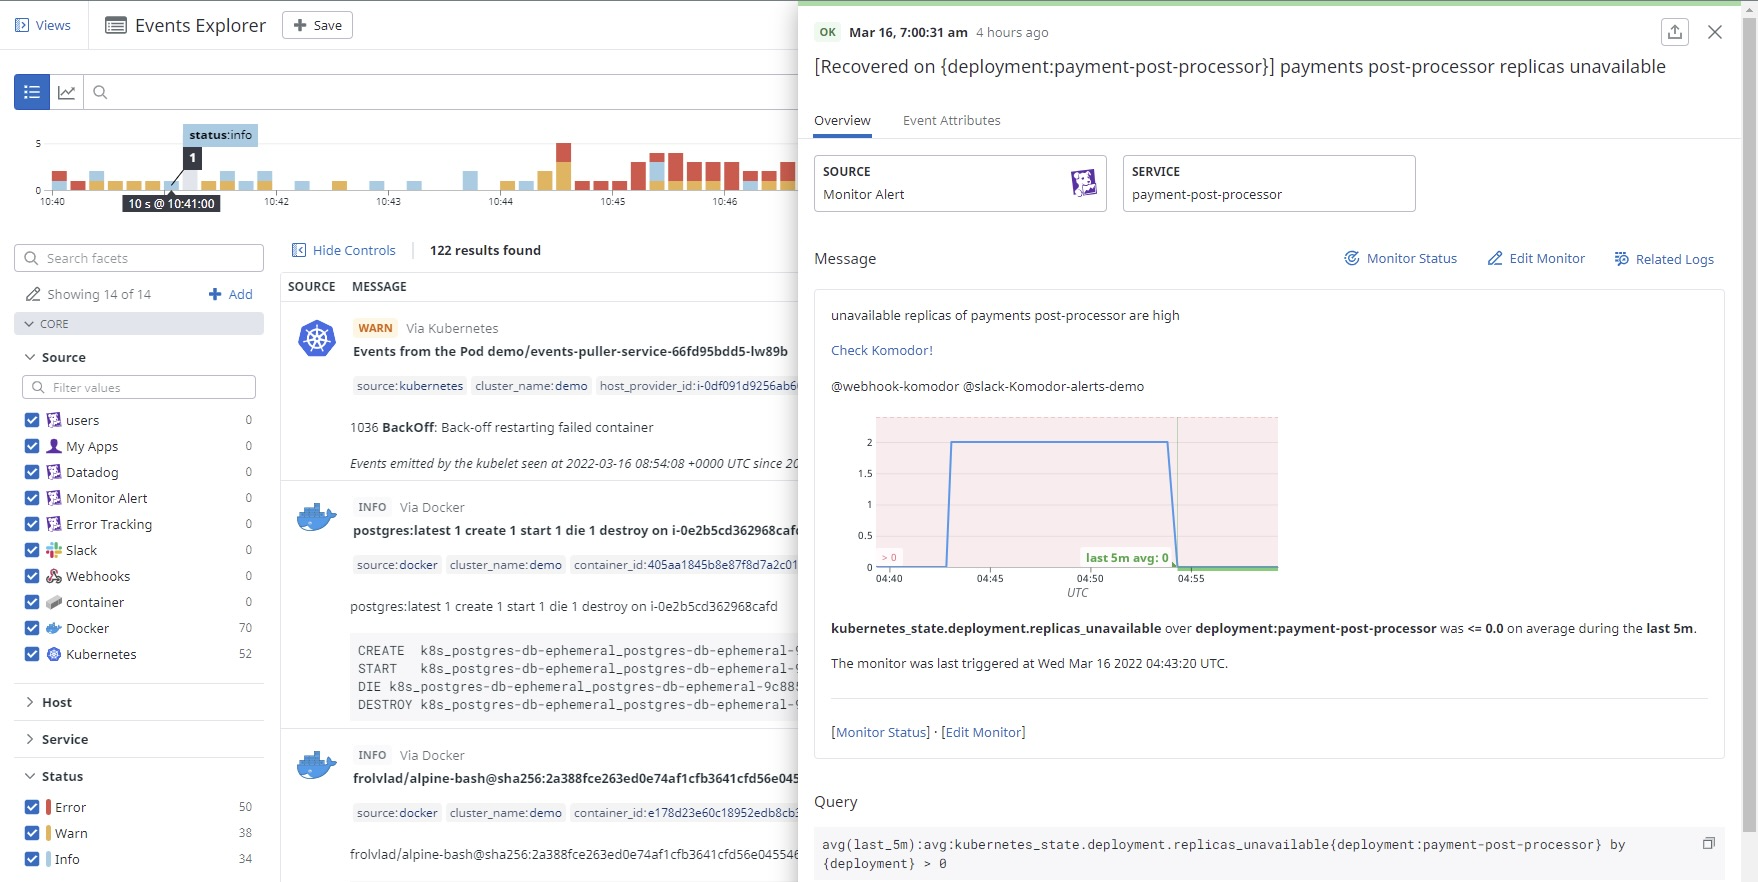 Views
Events Explorer
+ Save
5
0
status:info
1
10 s @ 10:41:00
10:40
10:42
10:43
10:44
10:45
10:46
Search facets
Showing 14 of 14
+ Add
CORE
Source
Filter values
users 0
My Apps 0
Datadog 0
Monitor Alert 0
Error Tracking 0
Slack 0
Webhooks 0
container 0
Docker 70
Kubernetes 52
Host
Service
Status
Error 50
Warn 38
Info 34
Hide Controls
122 results found
SOURCE MESSAGE
WARN Via Kubernetes
Events from the Pod demo/events-puller-service-66fd95bdd5-lw89b
source:kubernetes cluster_name:demo host_provider_id:i-0df091d9256ab6
1036 BackOff: Back-off restarting failed container
Events emitted by the kubelet seen at 2022-03-16 08:54:08 +0000 UTC since 20
INFO Via Docker
postgres:latest 1 create 1 start 1 die 1 destroy on i-0e2b5cd362968cafd
source:docker cluster_name:demo container_id:405aa1845b8e87f8d7a2c01
postgres:latest 1 create 1 start 1 die 1 destroy on i-0e2b5cd362968cafd
CREATE k8s_postgres-db-ephemeral_postgres-db-ephemeral-9
START k8s_postgres-db-ephemeral_postgres-db-ephemeral-9
DIE k8s_postgres-db-ephemeral_postgres-db-ephemeral-9c885
DESTROY k8s_postgres-db-ephemeral_postgres-db-ephemeral-9
INFO Via Docker
frolvlad/alpine-bash@sha256:2a388fce263ed0e74af1cfb3641cfd56e045
source:docker cluster_name:demo container_id:e178d23e60c18952edb8cb3
frolvlad/alpine-bash@sha256:2a388fce263ed0e74af1cfb3641cfd56e045546
OK Mar 16, 7:00:31 am 4 hours ago
[Recovered on {deployment:payment-post-processor}] payments post-processor replicas unavailable
Overview
Event Attributes
SOURCE
Monitor Alert
SERVICE
payment-post-processor
Message
Monitor Status
Edit Monitor
Related Logs
unavailable replicas of payments post-processor are high
Check Komodor!
@webhook-komodor @slack-Komodor-alerts-demo
2
1.5
1
0.5
0
> 0
last 5m avg: 0
04:40
04:45
04:50
04:55
UTC
kubernetes_state.deployment.replicas_unavailable over deployment:payment-post-processor was <= 0.0 on average during the last 5m.
The monitor was last triggered at Wed Mar 16 2022 04:43:20 UTC.
[Monitor Status] · [Edit Monitor]
Query
avg(last_5m):avg:kubernetes_state.deployment.replicas_unavailable{deployment:payment-post-processor} by
{deployment} > 0